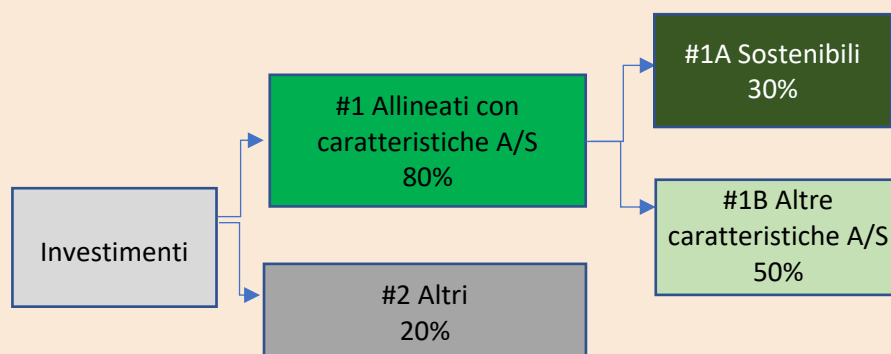 Investimenti
#1 Allineati con
caratteristiche A/S
80%
#2 Altri
20%
#1A Sostenibili
30%
#1B Altre
caratteristiche A/S
50%